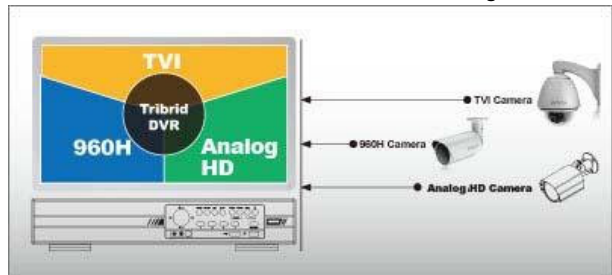 TVI
Tribrid
DVR
960H
Analog
HD
TVI Camera
960H Camera
Analog HD Camera